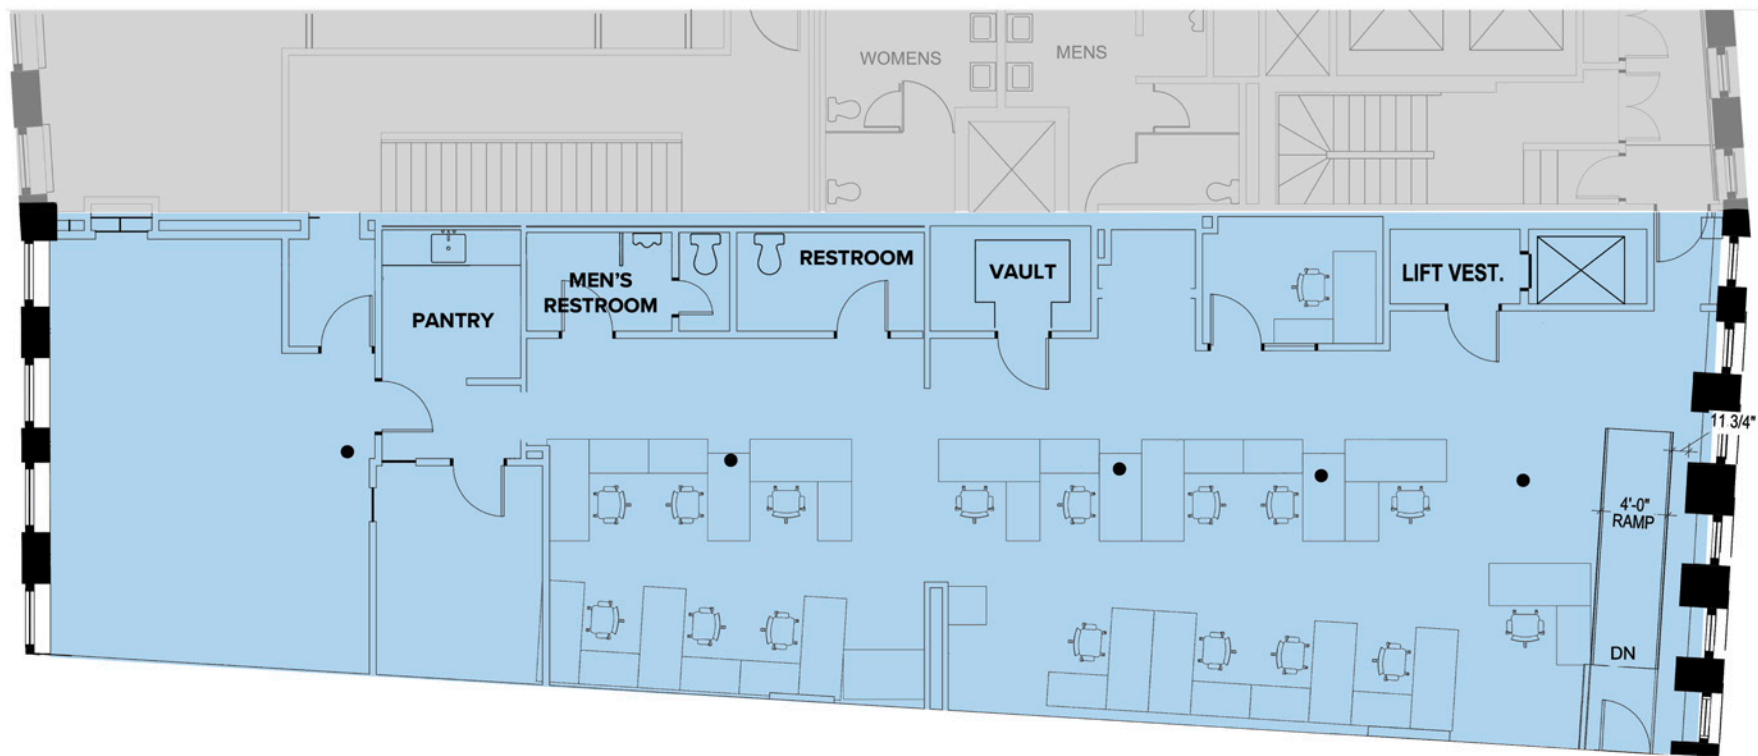 WOMENS
MENS
PANTRY
MEN'S
RESTROOM
RESTROOM
VAULT
LIFT VEST.
11 3/4"
4'-0"
RAMP
DN